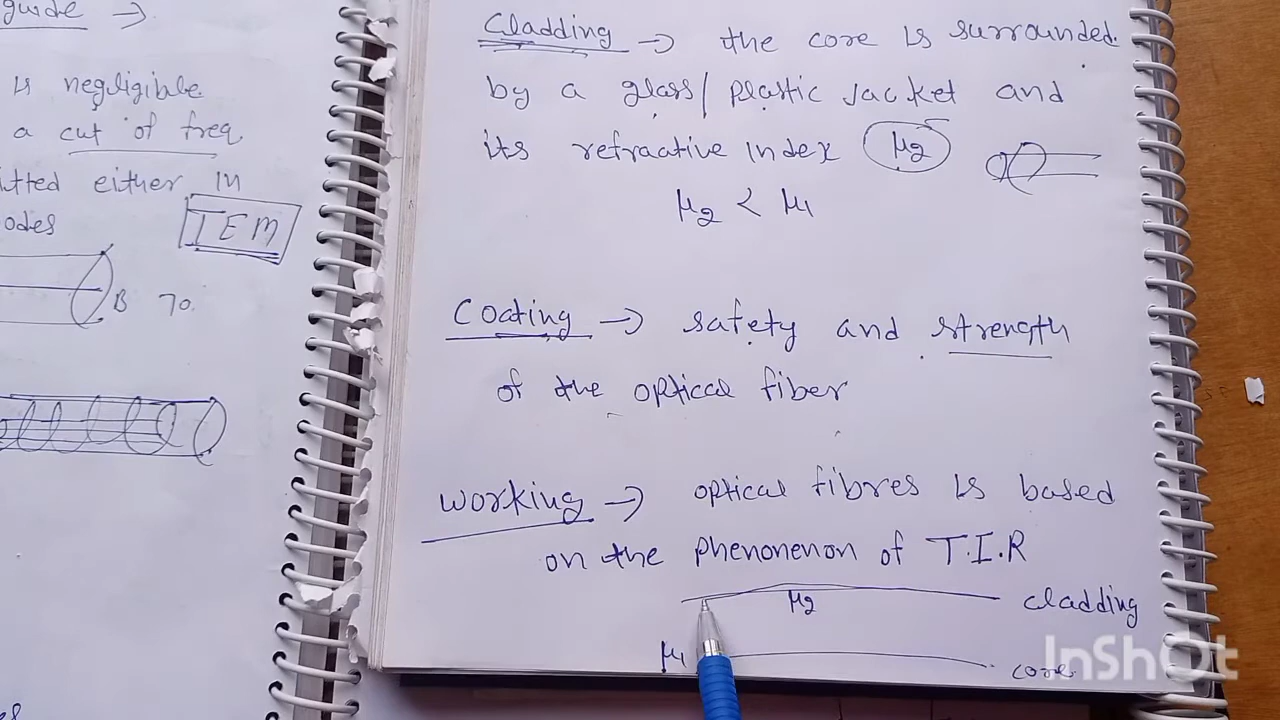 guide →
is negligible
a cut of freq
itted either in
odes
TEM
B 70.
Cladding → the core is surrounded.
by a glass/plastic jacket and
its refractive index μ2
μ2 < μ1
Coating → safety and strength
of the optical fiber
working → optical fibres is based
on the phenonenon of T.I.R
μ2 cladding
μ1 core
InShOt